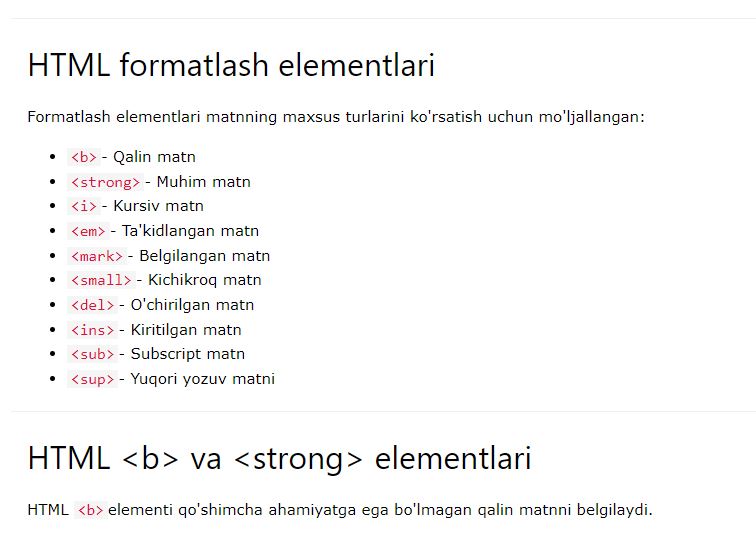 HTML formatlash elementlari
Formatlash elementlari matnning maxsus turlarini ko'rsatish uchun mo'ljallangan:
• <b> - Qalin matn
• <strong> - Muhim matn
• <i> - Kursiv matn
• <em> - Ta'kidlangan matn
• <mark> - Belgilangan matn
• <small> - Kichikroq matn
• <del> - O'chirilgan matn
• <ins> - Kiritilgan matn
• <sub> - Subscript matn
• <sup> - Yuqori yozuv matni
HTML <b> va <strong> elementlari
HTML <b> elementi qo'shimcha ahamiyatga ega bo'lmagan qalin matnni belgilaydi.